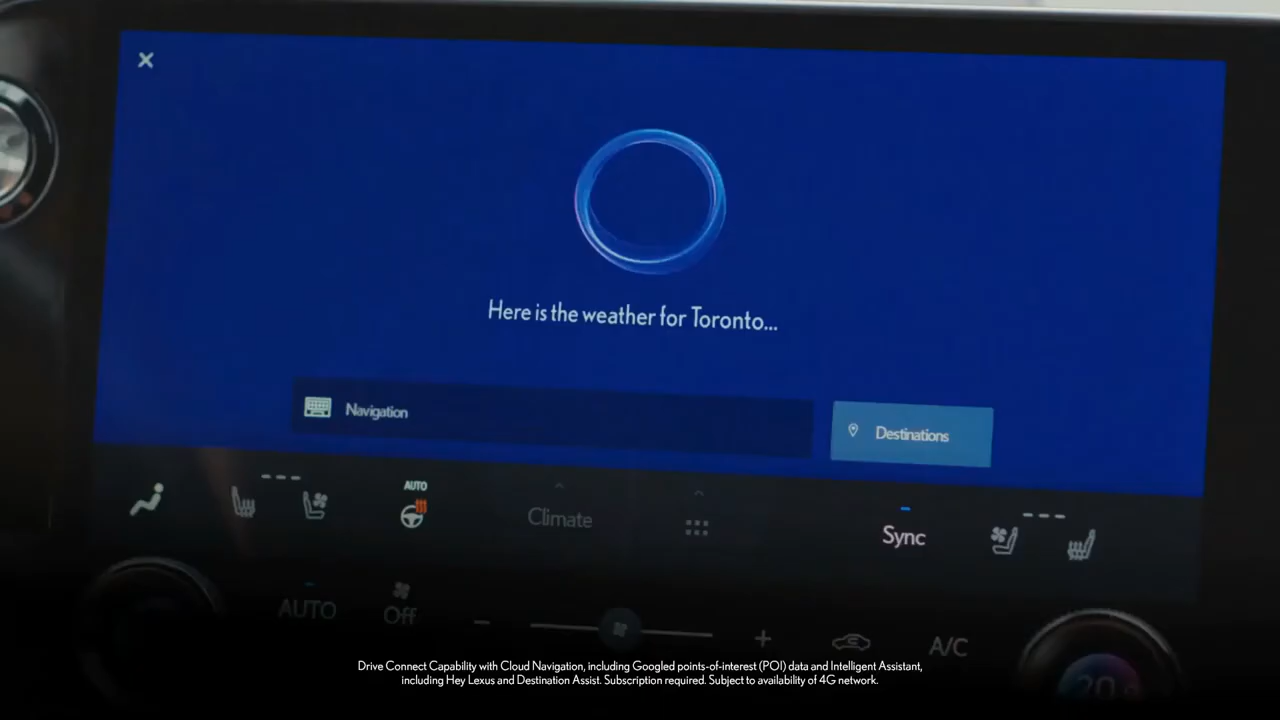 Here is the weather for Toronto...
Navigation
Destinations
AUTO
Climate
Sync
AUTO
Off
A/C
20
Drive Connect Capability with Cloud Navigation, including Googled points-of-interest (POI) data and Intelligent Assistant,
including Hey Lexus and Destination Assist. Subscription required. Subject to availability of 4G network.